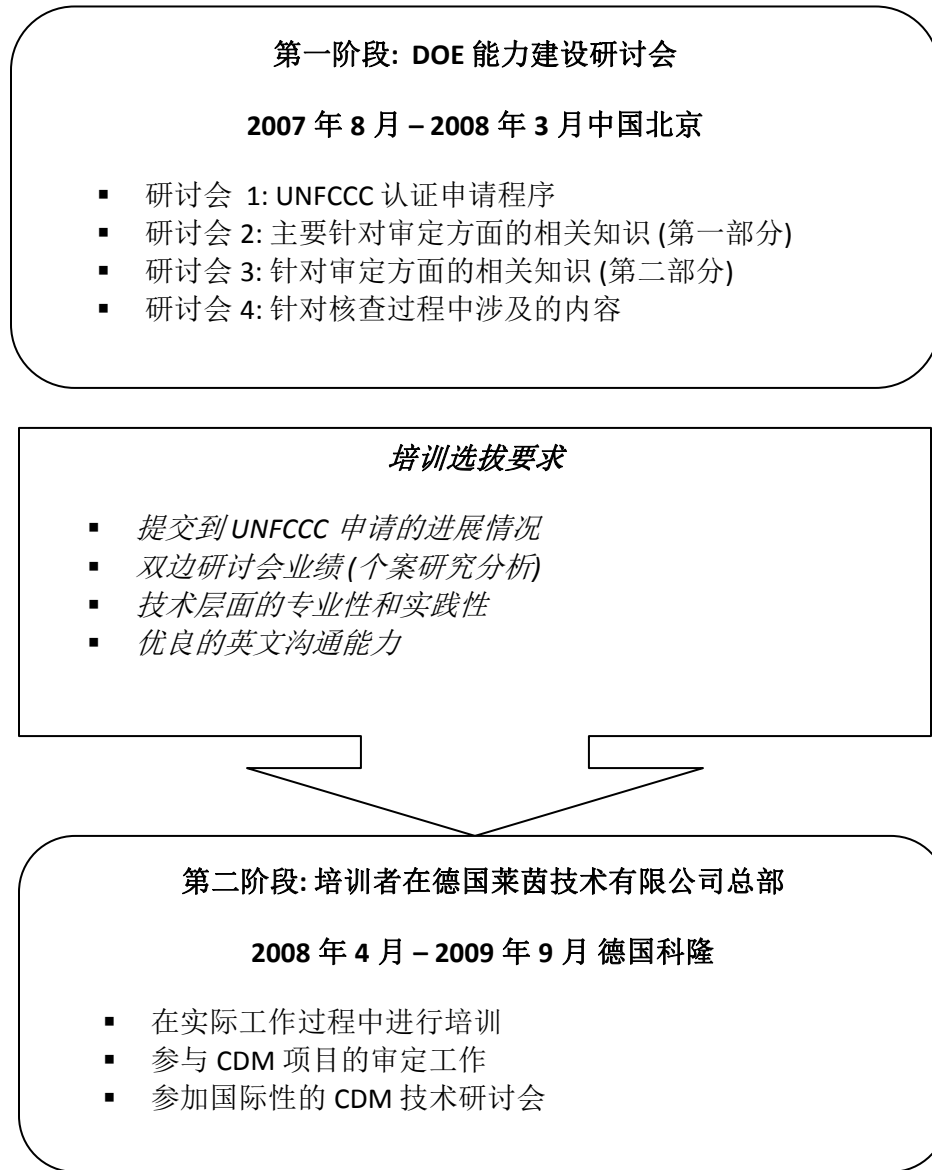 第一阶段: DOE 能力建设研讨会
2007 年 8 月 – 2008 年 3 月中国北京
▪ 研讨会 1: UNFCCC 认证申请程序
▪ 研讨会 2: 主要针对审定方面的相关知识 (第一部分)
▪ 研讨会 3: 针对审定方面的相关知识 (第二部分)
▪ 研讨会 4: 针对核查过程中涉及的内容
培训选拔要求
▪ 提交到 UNFCCC 申请的进展情况
▪ 双边研讨会业绩 (个案研究分析)
▪ 技术层面的专业性和实践性
▪ 优良的英文沟通能力
第二阶段: 培训者在德国莱茵技术有限公司总部
2008 年 4 月 – 2009 年 9 月 德国科隆
▪ 在实际工作过程中进行培训
▪ 参与 CDM 项目的审定工作
▪ 参加国际性的 CDM 技术研讨会